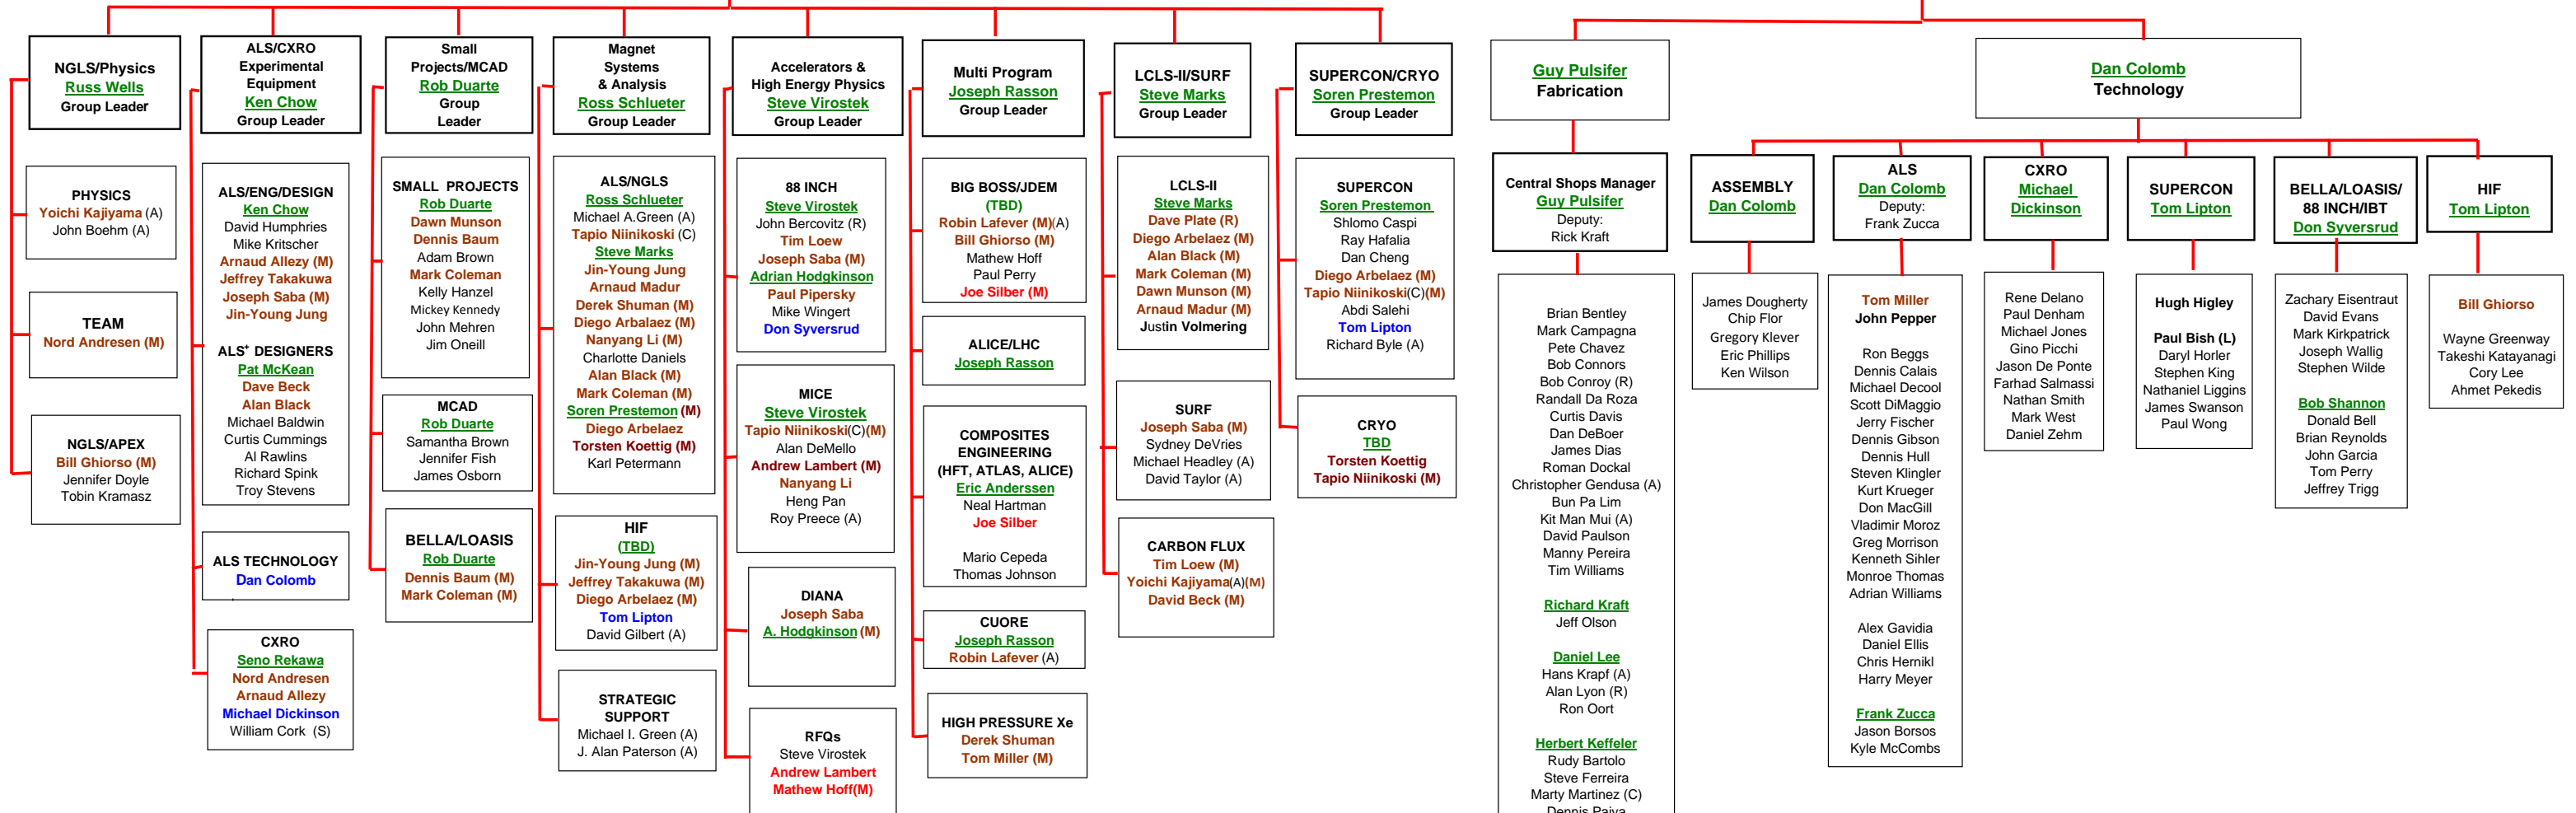 NGLS/Physics
Russ Wells
Group Leader
PHYSICS
Yoichi Kajiyama (A)
John Boehm (A)
TEAM
Nord Andresen (M)
NGLS/APEX
Bill Ghiorso (M)
Jennifer Doyle
Tobin Kramasz
ALS/CXRO
Experimental
Equipment
Ken Chow
Group Leader
ALS/ENG/DESIGN
Ken Chow
David Humphries
Mike Kritscher
Arnaud Allezy (M)
Jeffrey Takakuwa
Joseph Saba (M)
Jin-Young Jung
ALS+ DESIGNERS
Pat McKean
Dave Beck
Alan Black
Michael Baldwin
Curtis Cummings
Al Rawlins
Richard Spink
Troy Stevens
ALS TECHNOLOGY
Dan Colomb
CXRO
Seno Rekawa
Nord Andresen
Arnaud Allezy
Michael Dickinson
William Cork (S)
Small
Projects/MCAD
Rob Duarte
Group
Leader
SMALL PROJECTS
Rob Duarte
Dawn Munson
Dennis Baum
Adam Brown
Mark Coleman
Kelly Hanzel
Mickey Kennedy
John Mehren
Jim Oneill
MCAD
Rob Duarte
Samantha Brown
Jennifer Fish
James Osborn
BELLA/LOASIS
Rob Duarte
Dennis Baum (M)
Mark Coleman (M)
Magnet
Systems
& Analysis
Ross Schlueter
Group Leader
ALS/NGLS
Ross Schlueter
Michael A.Green (A)
Tapio Niinikoski (C)
Steve Marks
Jin-Young Jung
Arnaud Madur
Derek Shuman (M)
Diego Arbalaez (M)
Nanyang Li (M)
Charlotte Daniels
Alan Black (M)
Mark Coleman (M)
Soren Prestemon (M)
Diego Arbelaez
Torsten Koettig (M)
Karl Petermann
HIF
(TBD)
Jin-Young Jung (M)
Jeffrey Takakuwa (M)
Diego Arbelaez (M)
Tom Lipton
David Gilbert (A)
STRATEGIC
SUPPORT
Michael I. Green (A)
J. Alan Paterson (A)
Accelerators &
High Energy Physics
Steve Virostek
Group Leader
88 INCH
Steve Virostek
John Bercovitz (R)
Tim Loew
Joseph Saba (M)
Adrian Hodgkinson
Paul Pipersky
Mike Wingert
Don Syversrud
MICE
Steve Virostek
Tapio Niinikoski(C)(M)
Alan DeMello
Andrew Lambert (M)
Nanyang Li
Heng Pan
Roy Preece (A)
DIANA
Joseph Saba
A. Hodgkinson (M)
RFQs
Steve Virostek
Andrew Lambert
Mathew Hoff(M)
Multi Program
Joseph Rasson
Group Leader
BIG BOSS/JDEM
(TBD)
Robin Lafever (M)(A)
Bill Ghiorso (M)
Mathew Hoff
Paul Perry
Joe Silber (M)
ALICE/LHC
Joseph Rasson
COMPOSITES
ENGINEERING
(HFT, ATLAS, ALICE)
Eric Anderssen
Neal Hartman
Joe Silber
Mario Cepeda
Thomas Johnson
CUORE
Joseph Rasson
Robin Lafever (A)
HIGH PRESSURE Xe
Derek Shuman
Tom Miller (M)
LCLS-II/SURF
Steve Marks
Group Leader
LCLS-II
Steve Marks
Dave Plate (R)
Diego Arbelaez (M)
Alan Black (M)
Mark Coleman (M)
Dawn Munson (M)
Arnaud Madur (M)
Justin Volmering
SURF
Joseph Saba (M)
Sydney DeVries
Michael Headley (A)
David Taylor (A)
CARBON FLUX
Tim Loew (M)
Yoichi Kajiyama(A)(M)
David Beck (M)
SUPERCON/CRYO
Soren Prestemon
Group Leader
SUPERCON
Soren Prestemon
Shlomo Caspi
Ray Hafalia
Dan Cheng
Diego Arbelaez (M)
Tapio Niinikoski(C)(M)
Abdi Salehi
Tom Lipton
Richard Byle (A)
CRYO
TBD
Torsten Koettig
Tapio Niinikoski (M)
Guy Pulsifer
Fabrication
Central Shops Manager
Guy Pulsifer
Deputy:
Rick Kraft
Brian Bentley
Mark Campagna
Pete Chavez
Bob Connors
Bob Conroy (R)
Randall Da Roza
Curtis Davis
Dan DeBoer
James Dias
Roman Dockal
Christopher Gendusa (A)
Bun Pa Lim
Kit Man Mui (A)
David Paulson
Manny Pereira
Tim Williams
Richard Kraft
Jeff Olson
Daniel Lee
Hans Krapf (A)
Alan Lyon (R)
Ron Oort
Herbert Keffeler
Rudy Bartolo
Steve Ferreira
Marty Martinez (C)
Dennis Paiva
Dan Colomb
Technology
ASSEMBLY
Dan Colomb
James Dougherty
Chip Flor
Gregory Klever
Eric Phillips
Ken Wilson
ALS
Dan Colomb
Deputy:
Frank Zucca
Tom Miller
John Pepper
Ron Beggs
Dennis Calais
Michael Decool
Scott DiMaggio
Jerry Fischer
Dennis Gibson
Dennis Hull
Steven Klingler
Kurt Krueger
Don MacGill
Vladimir Moroz
Greg Morrison
Kenneth Sihler
Monroe Thomas
Adrian Williams
Alex Gavidia
Daniel Ellis
Chris Hernikl
Harry Meyer
Frank Zucca
Jason Borsos
Kyle McCombs
CXRO
Michael
Dickinson
Rene Delano
Paul Denham
Michael Jones
Gino Picchi
Jason De Ponte
Farhad Salmassi
Nathan Smith
Mark West
Daniel Zehm
SUPERCON
Tom Lipton
Hugh Higley
Paul Bish (L)
Daryl Horler
Stephen King
Nathaniel Liggins
James Swanson
Paul Wong
BELLA/LOASIS/
88 INCH/IBT
Don Syversrud
Zachary Eisentraut
David Evans
Mark Kirkpatrick
Joseph Wallig
Stephen Wilde
Bob Shannon
Donald Bell
Brian Reynolds
John Garcia
Tom Perry
Jeffrey Trigg
HIF
Tom Lipton
Bill Ghiorso
Wayne Greenway
Takeshi Katayanagi
Cory Lee
Ahmet Pekedis